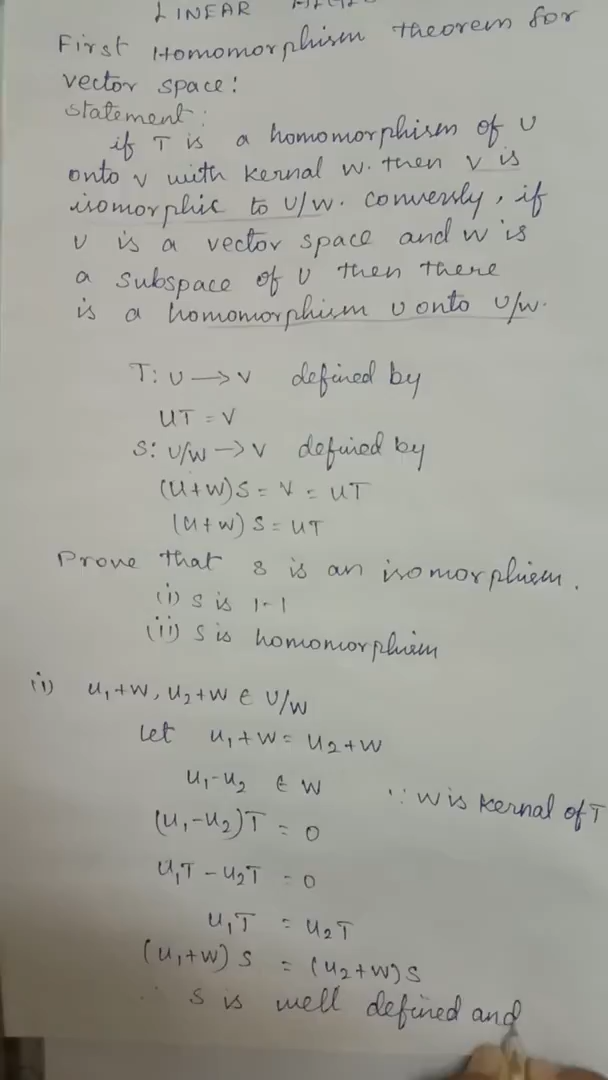 LINEAR
First Homomorphism theorem for
vector space:
Statement:
if T is a homomorphism of U
onto V with kernal W. then V is
isomorphic to U/W. conversly, if
U is a vector space and W is
a subspace of U then there
is a homomorphism U onto U/W.
T: U → V defined by
UT = V
S: U/W → V defined by
(U+W)S = V = UT
(U+W) S = UT
Prove that S is an isomorphism.
(i) S is 1-1
(ii) S is homomorphism
(i) u₁+W, u₂+W ∈ U/W
Let u₁+W = u₂+W
u₁-u₂ ∈ W ∵ W is kernal of T
(u₁-u₂)T = 0
u₁T - u₂T = 0
u₁T = u₂T
(u₁+W) S = (u₂+W) S
∴ S is well defined and